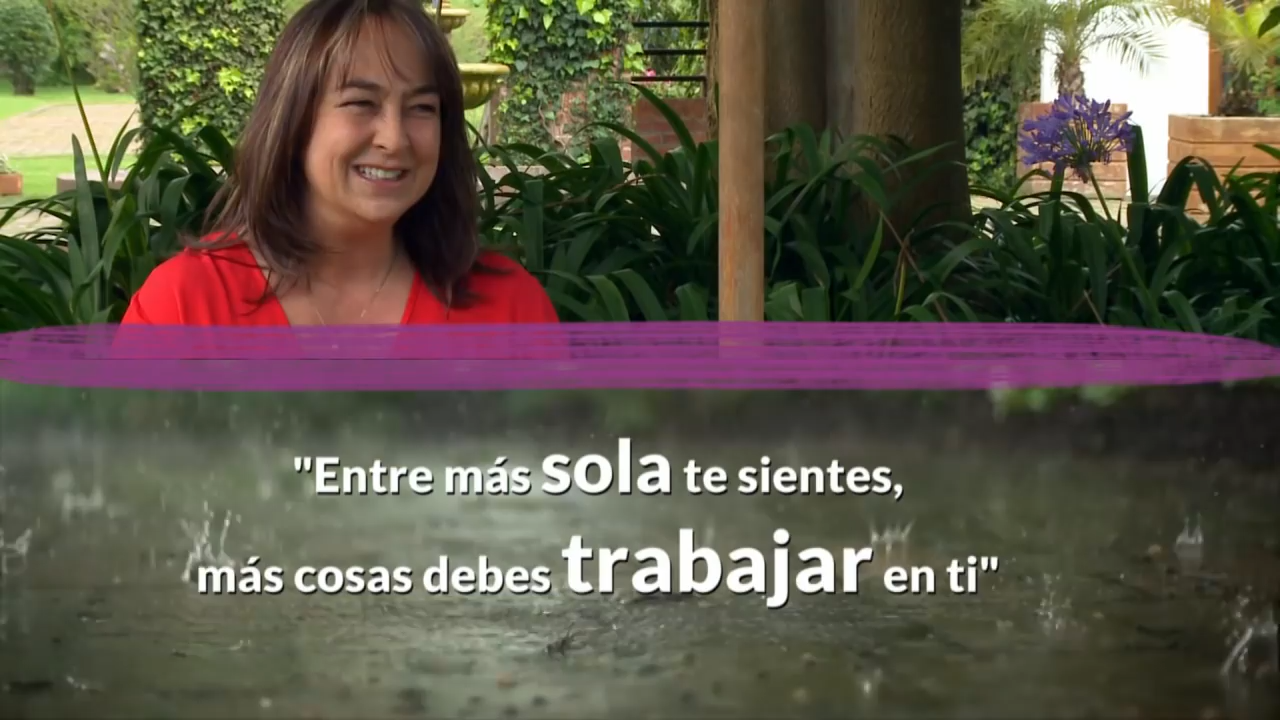 "Entre más sola te sientes,
más cosas debes trabajar en ti"